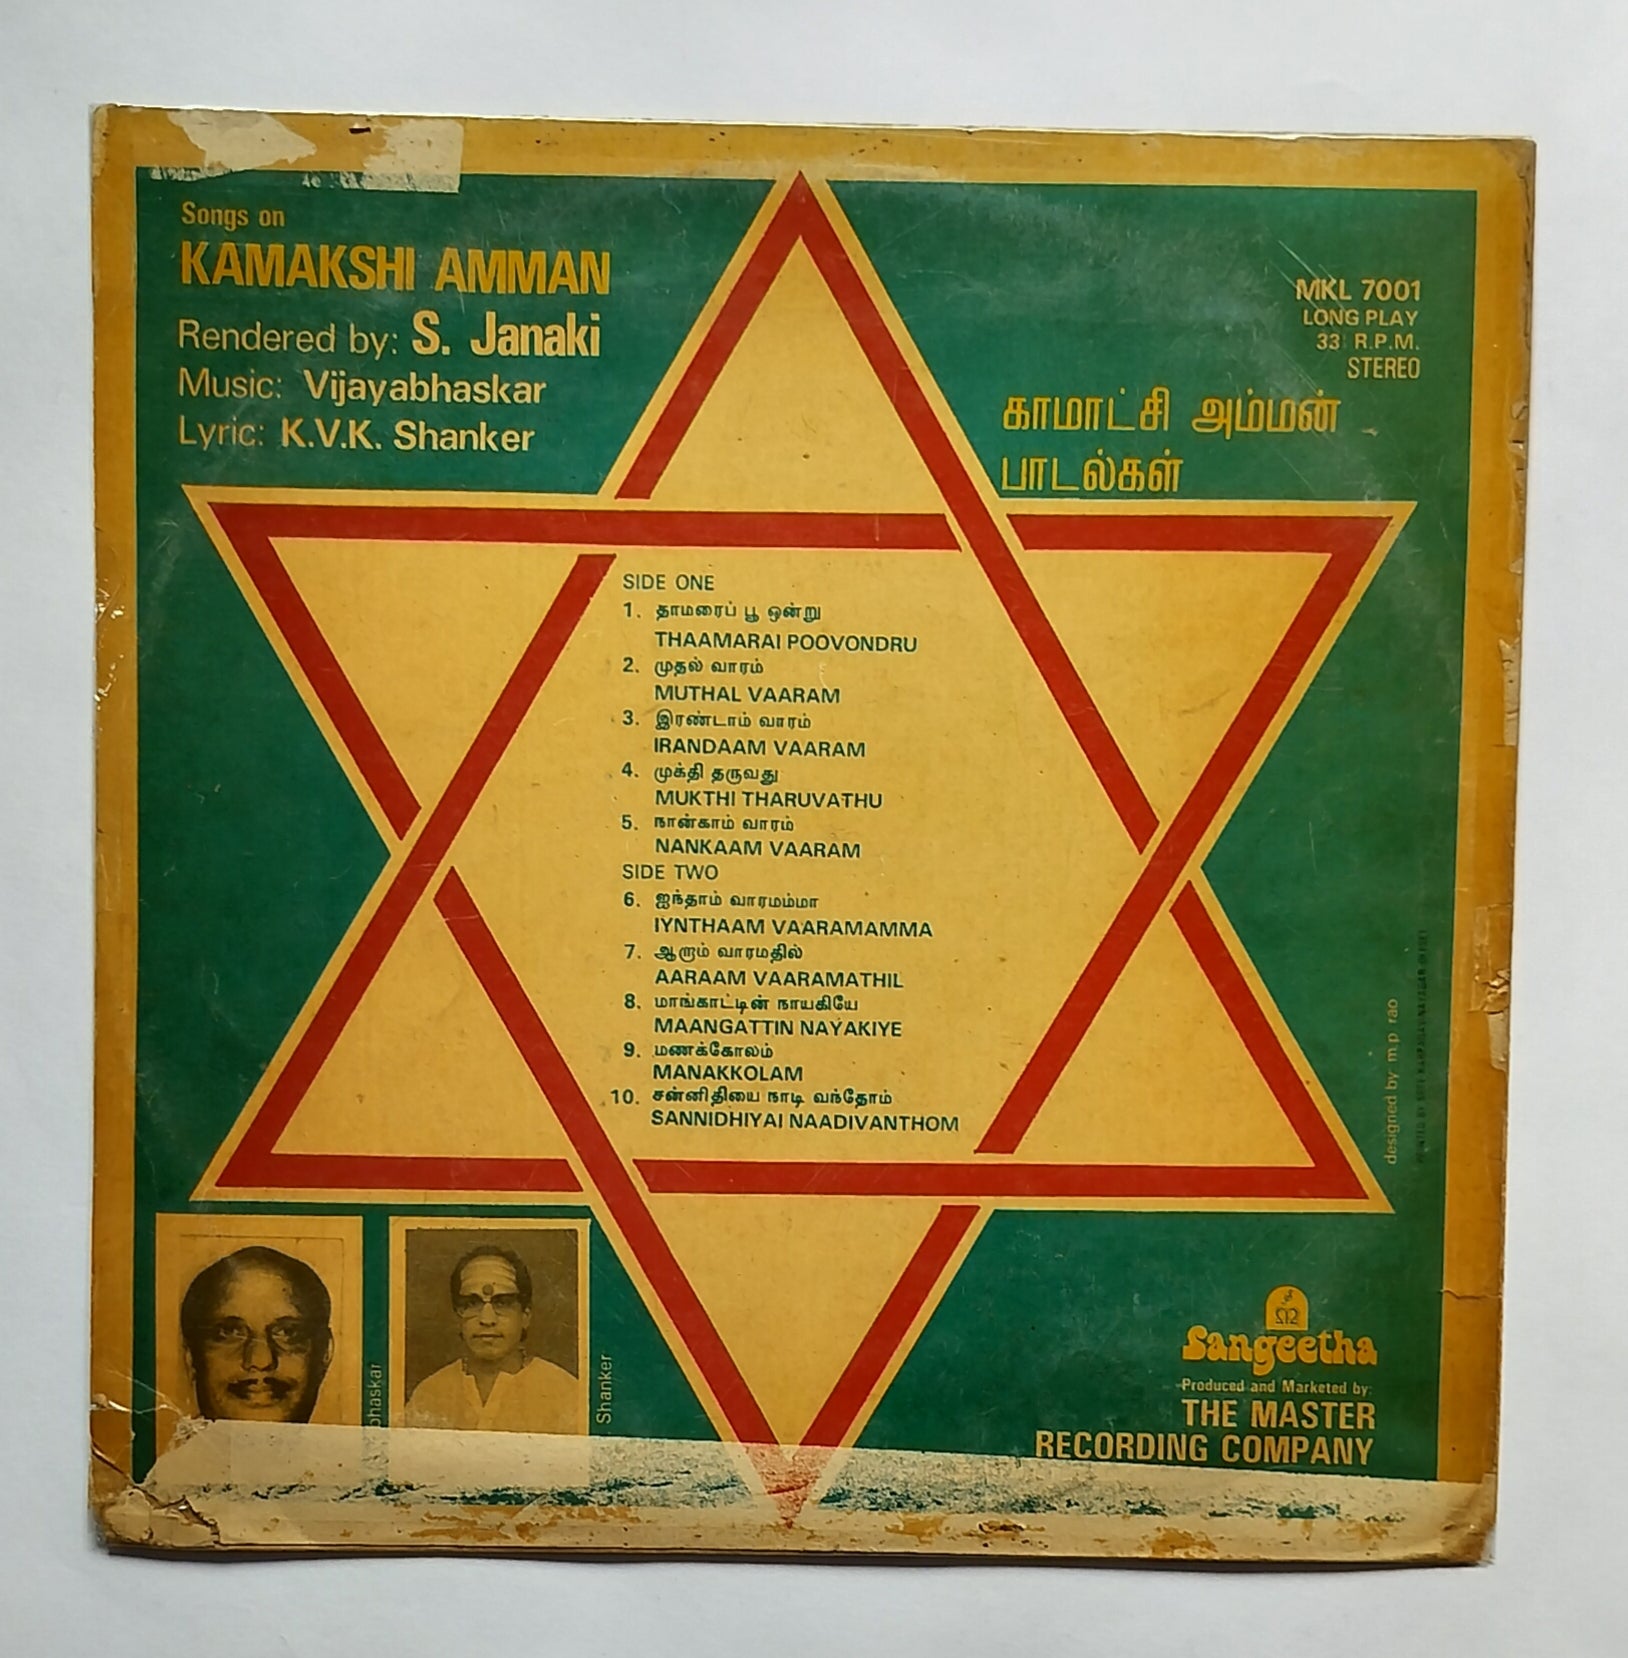 Songs on
KAMAKSHI AMMAN
Rendered by: S. Janaki
Music: Vijayabhaskar
Lyric: K.V.K. Shanker
MKL 7001
LONG PLAY
33 R.P.M.
STEREO
காமாட்சி அம்மன்
பாடல்கள்
SIDE ONE
1. தாமரைப் பூ ஒன்று
THAAMARAI POOVONDRU
2. முதல் வாரம்
MUTHAL VAARAM
3. இரண்டாம் வாரம்
IRANDAAM VAARAM
4. முக்தி தருவது
MUKTHI THARUVATHU
5. நான்காம் வாரம்
NANKAAM VAARAM
SIDE TWO
6. ஐந்தாம் வாரமம்மா
IYNTHAAM VAARAMAMMA
7. ஆறாம் வாரமதில்
AARAAM VAARAMATHIL
8. மாங்காட்டின் நாயகியே
MAANGATTIN NAYAKIYE
9. மணக்கோலம்
MANAKKOLAM
10. சன்னிதியை நாடி வந்தோம்
SANNIDHIYAI NAADIVANTHOM
designed by m.p rao
bhaskar
Shanker
Sangeetha
Produced and Marketed by:
THE MASTER
RECORDING COMPANY